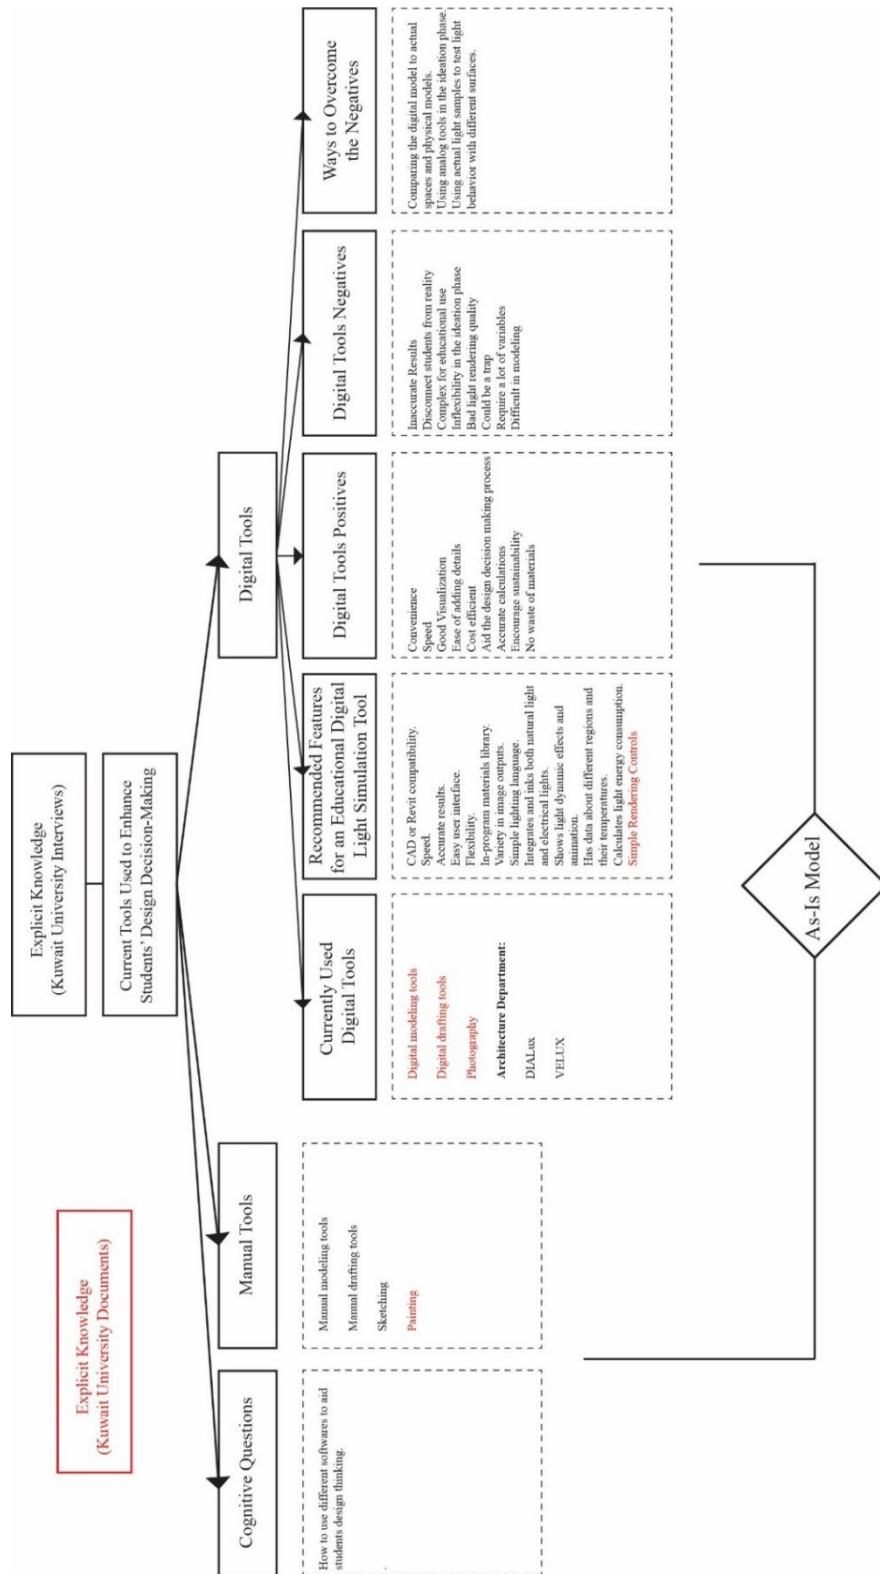 Explicit Knowledge
(Kuwait University Documents)
Explicit Knowledge
(Kuwait University Interviews)
Current Tools Used to Enhance
Students' Design Decision-Making
Cognitive Questions
How to use different softwares to aid
students design thinking.
.
Manual Tools
Manual modeling tools
Manual drafting tools
Sketching
Painting
Digital Tools
Currently Used
Digital Tools
Digital modeling tools
Digital drafting tools
Photography
Architecture Department:
DIALux
VELUX
Recommended Features
for an Educational Digital
Light Simulation Tool
CAD or Revit compatibility.
Speed.
Accurate results.
Easy user interface.
Flexibility.
In-program materials library.
Variety in image outputs.
Simple lighting language.
Integrates and inks both natural light
and electrical lights.
Shows light dynamic effects and
animation.
Has data about different regions and
their temperatures.
Calculates light energy consumption.
Simple Rendering Controls
Digital Tools Positives
Convenience
Speed
Good Visualization
Ease of adding details
Cost efficient
Aid the design decision making process
Accurate calculations
Encourage sustainability
No waste of materials
Digital Tools Negatives
Inaccurate Results
Disconnect students from reality
Complex for educational use
Inflexibility in the ideation phase
Bad light rendering quality
Could be a trap
Require a lot of variables
Difficult in modeling
Ways to Overcome
the Negatives
Comparing the digital model to actual
spaces and physical models.
Using analog tools in the ideation phase.
Using actual light samples to test light
behavior with different surfaces.
As-Is Model